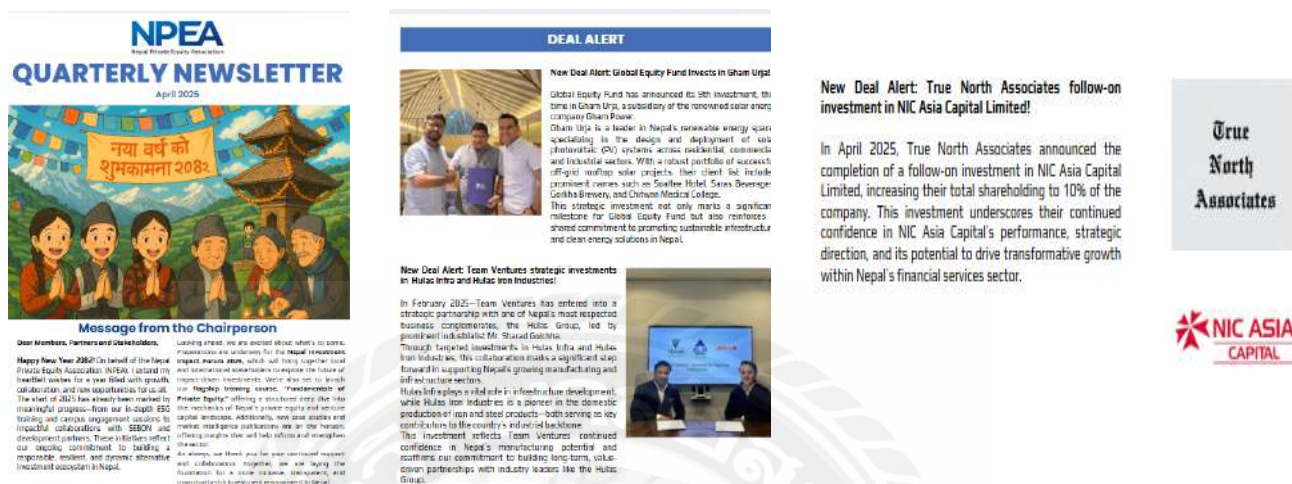 NPEA
Nepal Private Equity Association
QUARTERLY NEWSLETTER
April 2025
नया वर्ष को
शुभकामना २०८२
Message from the Chairperson
Dear Members, Partners and Stakeholders,
Happy New Year 2082! On behalf of the Nepal
Private Equity Association (NPEA), I extend my
heartfelt wishes for a year filled with growth,
collaboration, and new opportunities for us all.
The start of 2025 has already been marked by
meaningful progress—from our in-depth ESG
training and campus engagement sessions to
impactful collaborations with SEBON and
development partners. These initiatives reflect
our ongoing commitment to building a
responsible, resilient, and dynamic alternative
investment ecosystem in Nepal.
Looking ahead, we are excited about what's to come.
Preparations are underway for the Nepal Investment
Impact Forum 2025, which will bring together local
and international stakeholders to explore the future of
impact-driven investments. We're also set to launch
our flagship training course, "Fundamentals of
Private Equity," offering a structured deep dive into
the mechanics of Nepal's private equity and venture
capital landscape. Additionally, new case studies and
market intelligence publications are on the horizon,
offering insights that will help inform and strengthen
the sector.
As always, we thank you for your continued support
and collaboration. Together, we are laying the
foundation for a more inclusive, transparent, and
DEAL ALERT
New Deal Alert: Global Equity Fund Invests in Gham Urja!
Global Equity Fund has announced its 9th investment, thi
time in Gham Urja, a subsidiary of the renowned solar energ
company Gham Power.
Gham Urja is a leader in Nepal's renewable energy space
specializing in the design and deployment of sola
photovoltaic (PV) systems across residential, commercia
and industrial sectors. With a robust portfolio of successfu
off-grid rooftop solar projects, their client list include
prominent names such as Soaltee Hotel, Saras Beverages
Gorkha Brewery, and Chitwan Medical College.
This strategic investment not only marks a significan
milestone for Global Equity Fund but also reinforces
shared commitment to promoting sustainable infrastructur
and clean energy solutions in Nepal.
New Deal Alert: Team Ventures strategic investments
in Hulas Infra and Hulas Iron Industries!
In February 2025—Team Ventures has entered into a
strategic partnership with one of Nepal's most respected
business conglomerates, the Hulas Group, led by
prominent industrialist Mr. Sharad Golchha.
Through targeted investments in Hulas Infra and Hulas
Iron Industries, this collaboration marks a significant step
forward in supporting Nepal's growing manufacturing and
infrastructure sectors.
Hulas Infra plays a vital role in infrastructure development,
while Hulas Iron Industries is a pioneer in the domestic
production of iron and steel products—both serving as key
contributors to the country's industrial backbone.
This investment reflects Team Ventures continued
confidence in Nepal's manufacturing potential and
reaffirms our commitment to building long-term, value-
driven partnerships with industry leaders like the Hulas
Group.
New Deal Alert: True North Associates follow-on
investment in NIC Asia Capital Limited!
In April 2025, True North Associates announced the
completion of a follow-on investment in NIC Asia Capital
Limited, increasing their total shareholding to 10% of the
company. This investment underscores their continued
confidence in NIC Asia Capital's performance, strategic
direction, and its potential to drive transformative growth
within Nepal's financial services sector.
True
North
Associates
NIC ASIA
CAPITAL